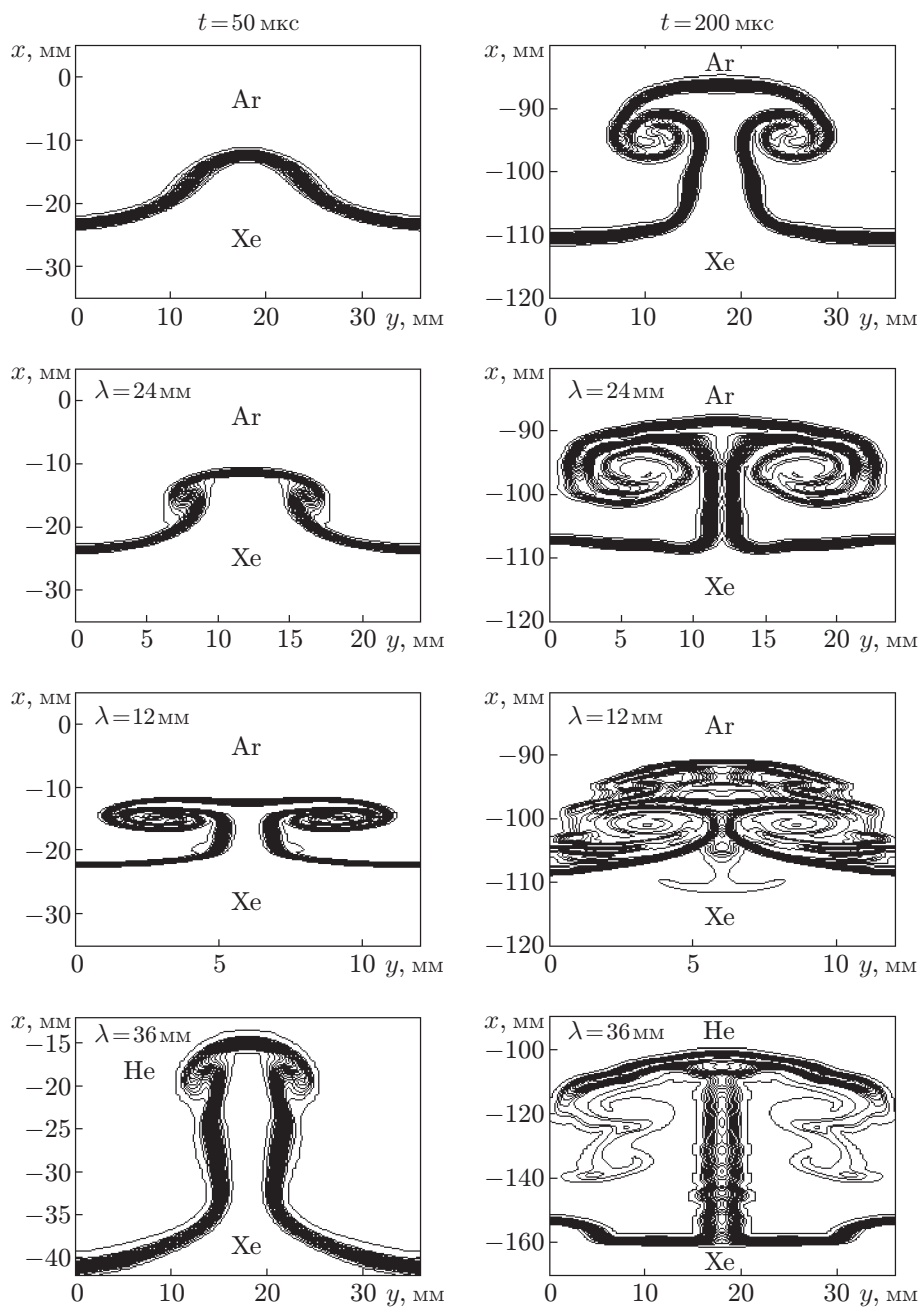 t=50 мкс
t=200 мкс
x, мм
0
Ar
−10
−20
Xe
−30
0 10 20 30 y, мм
x, мм
Ar
−90
−100
−110
Xe
−120
0 10 20 30 y, мм
x, мм
λ=24 мм
0
Ar
−10
−20
Xe
−30
0 5 10 15 20 y, мм
x, мм
λ=24 мм
Ar
−90
−100
−110
Xe
−120
0 5 10 15 20 y, мм
x, мм
λ=12 мм
0
Ar
−10
−20
Xe
−30
0 5 10 y, мм
x, мм
λ=12 мм
Ar
−90
−100
−110
Xe
−120
0 5 10 y, мм
x, мм
λ=36 мм
−15
He
−20
−25
−30
−35
Xe
−40
0 10 20 30 y, мм
x, мм
λ=36 мм
He
−100
−120
−140
−160
Xe
0 10 20 30 y, мм